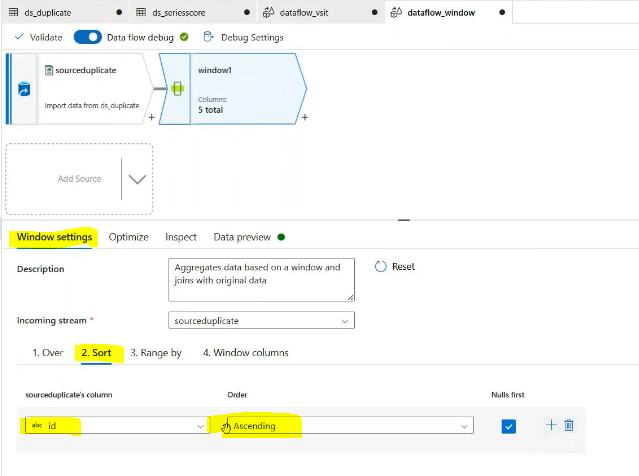 ds_duplicate
ds_seriesscore
dataflow_vsit
dataflow_window
Validate
Data flow debug
Debug Settings
sourceduplicate
Import data from ds_duplicate
+
window1
Columns:
5 total
+
Add Source
Window settings
Optimize
Inspect
Data preview
Description
Aggregates data based on a window and
joins with original data
Reset
Incoming stream *
sourceduplicate
1. Over
2. Sort
3. Range by
4. Window columns
sourceduplicate's column
Order
Nulls first
abc id
Ascending